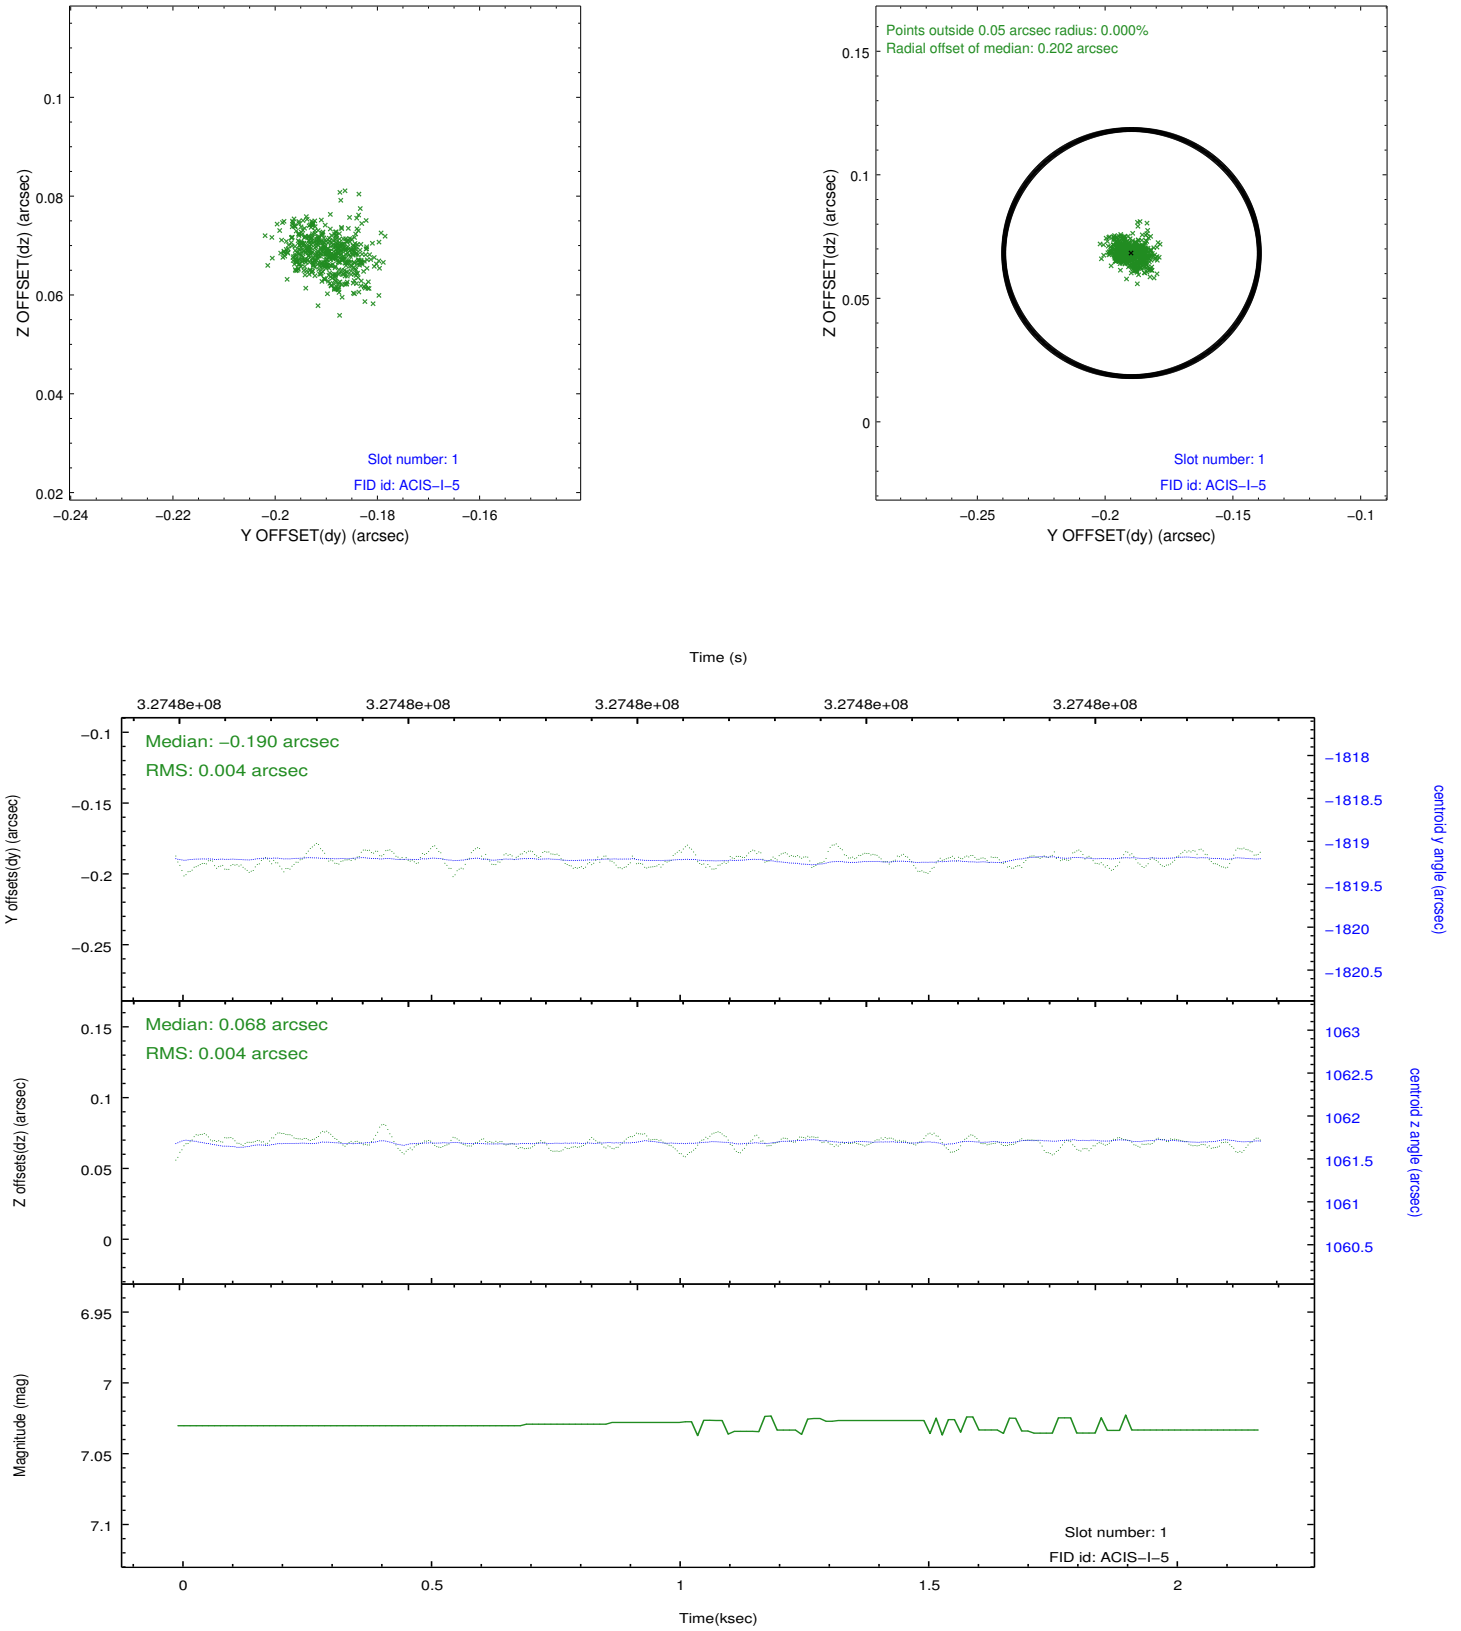 0.1
0.08
0.06
0.04
0.02
Z OFFSET(dz) (arcsec)
Slot number: 1
FID id: ACIS−I−5
−0.24 −0.22 −0.2 −0.18 −0.16
Y OFFSET(dy) (arcsec)
Points outside 0.05 arcsec radius: 0.000%
Radial offset of median: 0.202 arcsec
0.15
0.1
0.05
0
Z OFFSET(dz) (arcsec)
Slot number: 1
FID id: ACIS−I−5
−0.25 −0.2 −0.15 −0.1
Y OFFSET(dy) (arcsec)
Time (s)
3.2748e+08 3.2748e+08 3.2748e+08 3.2748e+08 3.2748e+08
Median: −0.190 arcsec
RMS: 0.004 arcsec
−0.1
−0.15
−0.2
−0.25
Y offsets(dy) (arcsec)
−1818
−1818.5
−1819
−1819.5
−1820
−1820.5
centroid y angle (arcsec)
Median: 0.068 arcsec
RMS: 0.004 arcsec
0.15
0.1
0.05
0
Z offsets(dz) (arcsec)
1063
1062.5
1062
1061.5
1061
1060.5
centroid z angle (arcsec)
6.95
7
7.05
7.1
Magnitude (mag)
Slot number: 1
FID id: ACIS−I−5
0 0.5 1 1.5 2
Time(ksec)